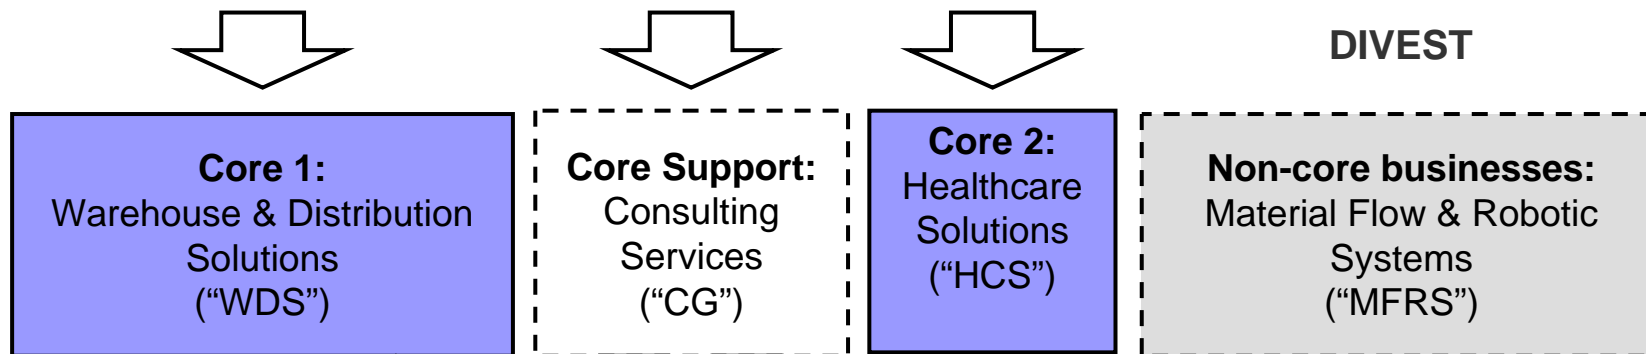 DIVEST
Core 1:
Warehouse & Distribution
Solutions
(“WDS”)
Core Support:
Consulting
Services
(“CG”)
Core 2:
Healthcare
Solutions
(“HCS”)
Non-core businesses:
Material Flow & Robotic
Systems
(“MFRS”)